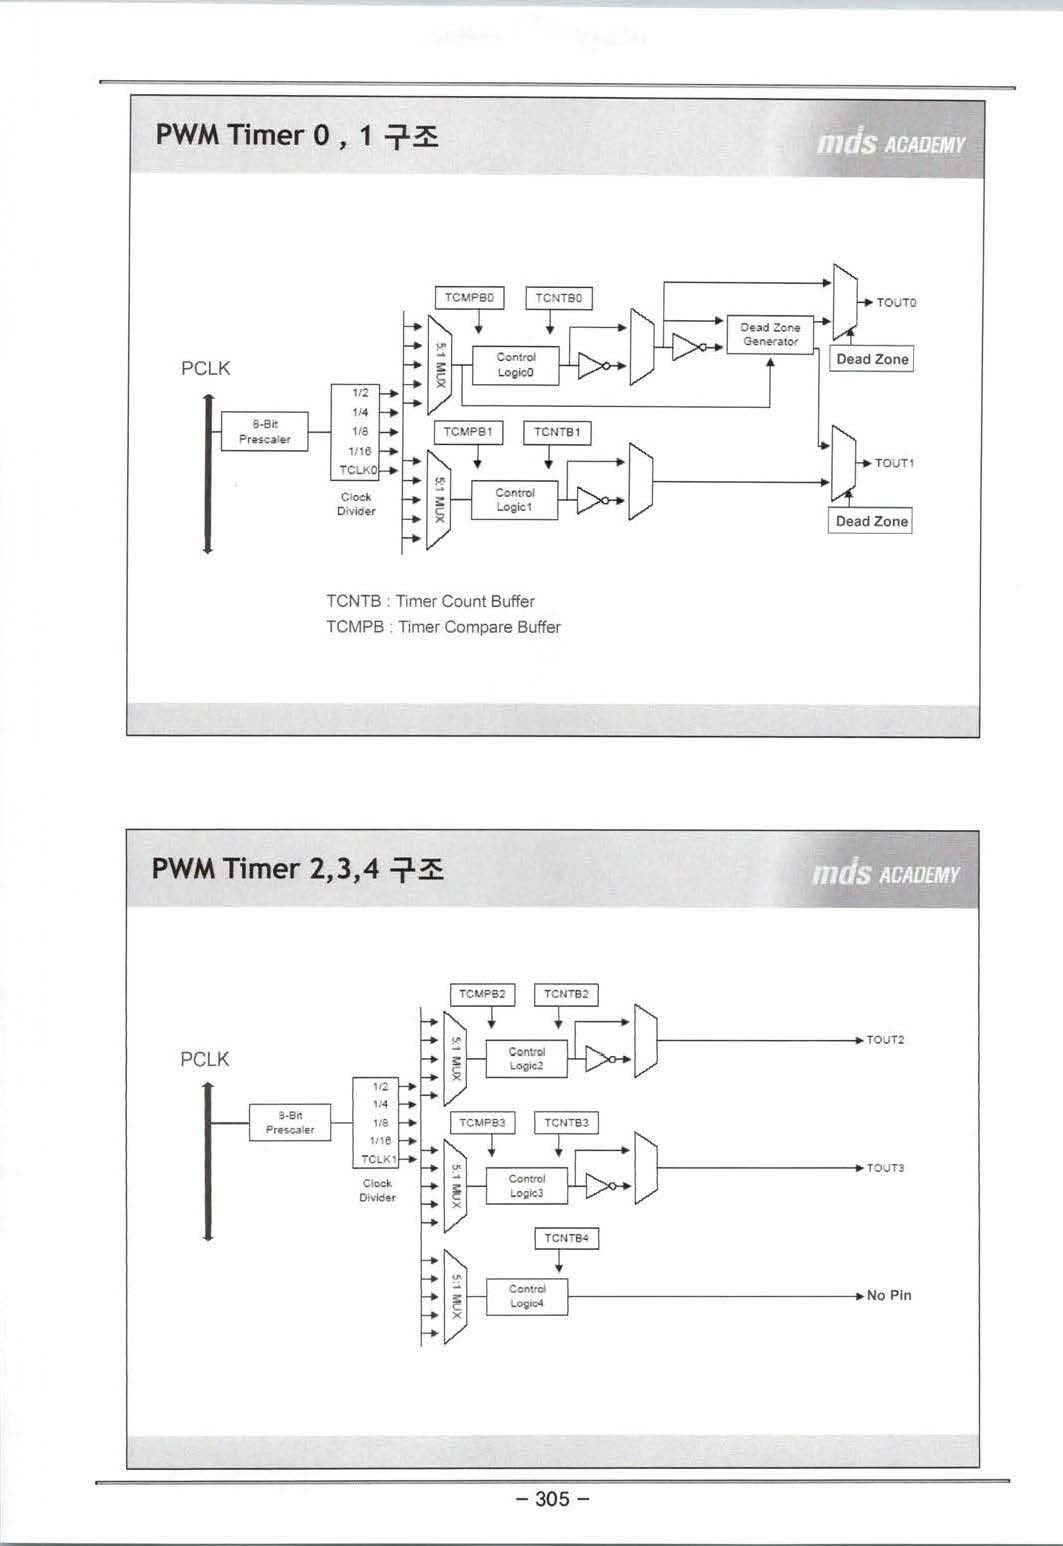 PWM Timer 0 , 1 구조
mds ACADEMY
TCMPB0
TCNTB0
TOUT0
Dead Zone
Generator
5:1 MUX
Control
Logic0
Dead Zone
PCLK
1/2
1/4
1/8
1/16
TCLK0
8-Bit
Prescaler
TCMPB1
TCNTB1
TOUT1
5:1 MUX
Control
Logic1
Clock
Divider
Dead Zone
TCNTB : Timer Count Buffer
TCMPB : Timer Compare Buffer
PWM Timer 2,3,4 구조
mds ACADEMY
TCMPB2
TCNTB2
TOUT2
5:1 MUX
Control
Logic2
PCLK
1/2
1/4
1/8
1/16
TCLK1
8-Bit
Prescaler
TCMPB3
TCNTB3
TOUT3
5:1 MUX
Control
Logic3
Clock
Divider
TCNTB4
5:1 MUX
Control
Logic4
No Pin
- 305 -